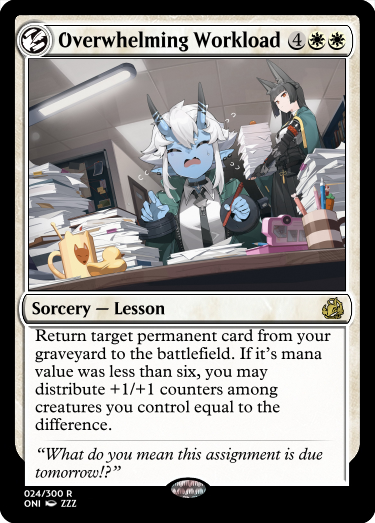 Overwhelming Workload 4
Sorcery — Lesson
Return target permanent card from your
graveyard to the battlefield. If it's mana
value was less than six, you may
distribute +1/+1 counters among
creatures you control equal to the
difference.
“What do you mean this assignment is due
tomorrow!?”
024/300 R
ONI ZZZ